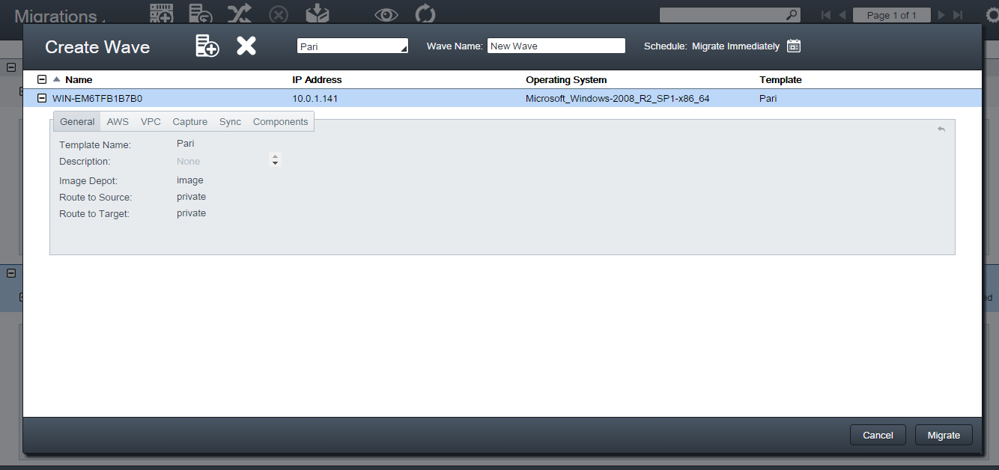 Migrations
Page 1 of 1
Create Wave
Pari
Wave Name: New Wave
Schedule: Migrate Immediately
Name IP Address Operating System Template
WIN-EM6TFB1B7B0 10.0.1.141 Microsoft_Windows-2008_R2_SP1-x86_64 Pari
General AWS VPC Capture Sync Components
Template Name: Pari
Description: None
Image Depot: image
Route to Source: private
Route to Target: private
Cancel Migrate